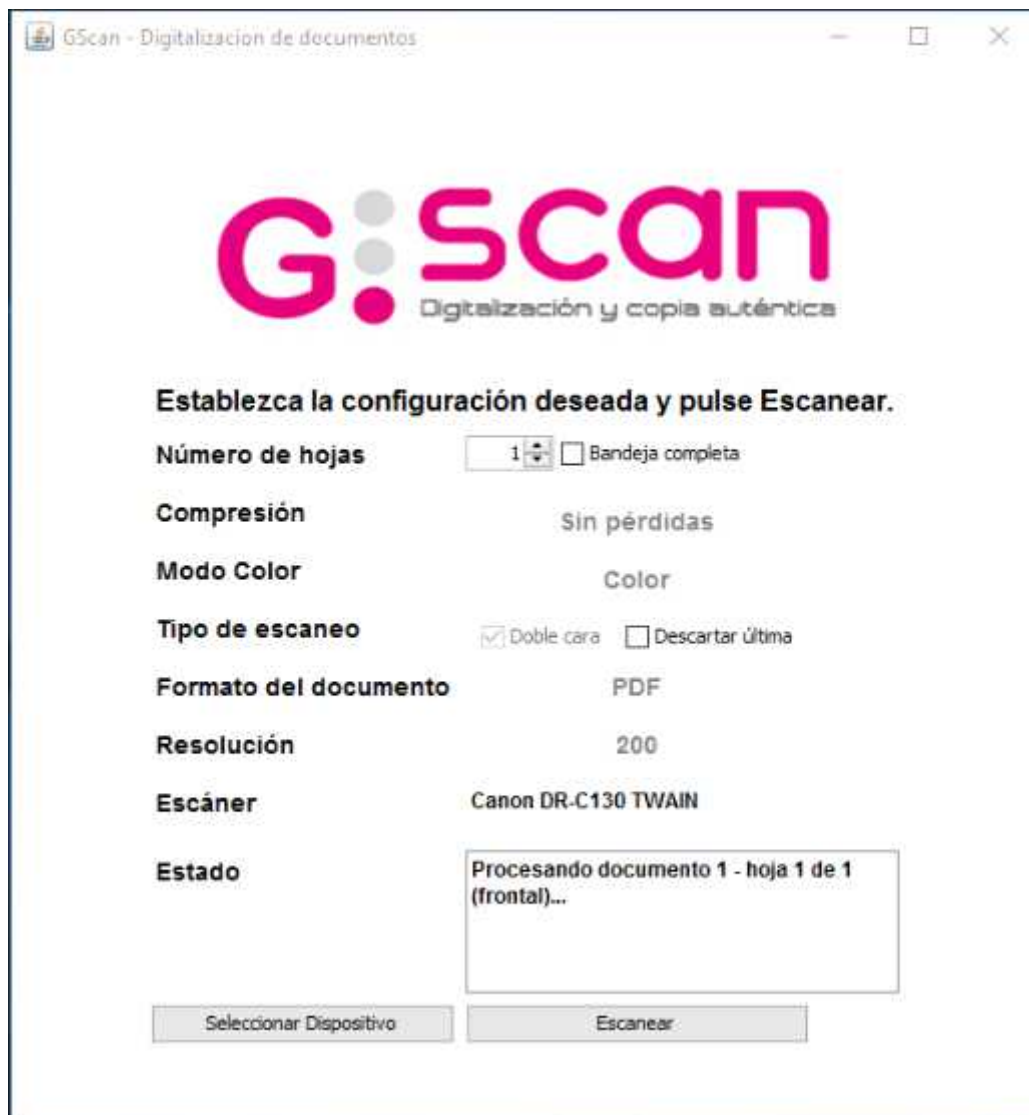 GScan - Digitalizacion de documentos
G scan
Digitalización y copia auténtica
Establezca la configuración deseada y pulse Escanear.
Número de hojas 1 Bandeja completa
Compresión Sin pérdidas
Modo Color Color
Tipo de escaneo Doble cara Descartar última
Formato del documento PDF
Resolución 200
Escáner Canon DR-C130 TWAIN
Estado Procesando documento 1 - hoja 1 de 1
(frontal)...
Seleccionar Dispositivo Escanear